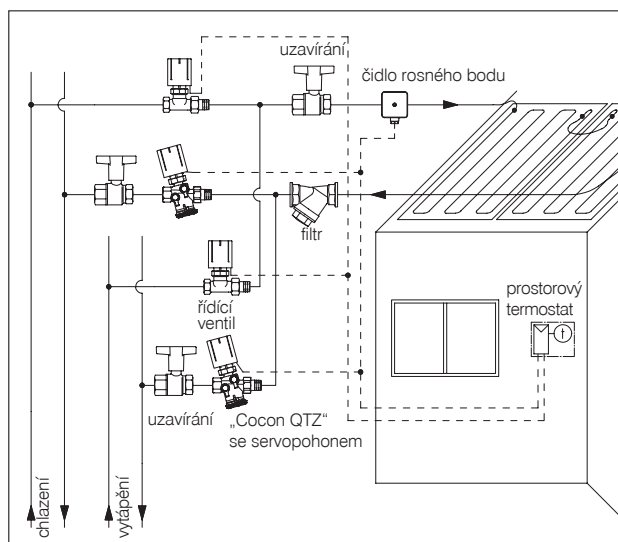 uzavírání
čidlo rosného bodu
filtr
řídící
ventil
prostorový
termostat
t
uzavírání
„Cocon QTZ“
se servopohonem
chlazení
vytápění